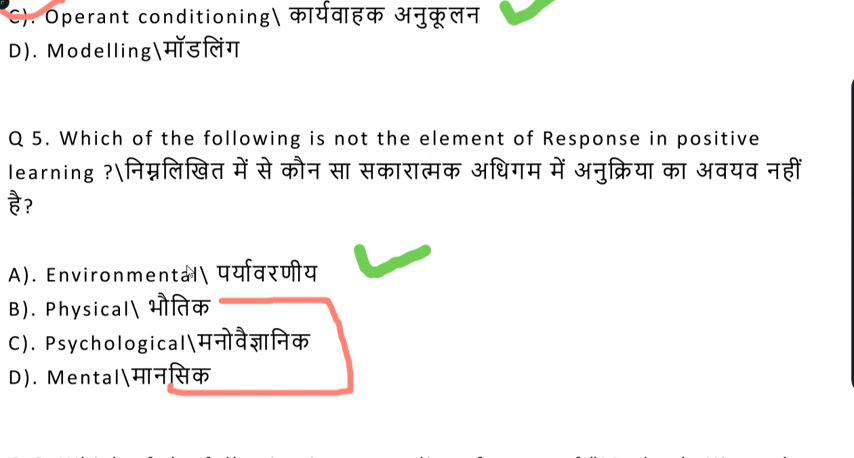 C). Operant conditioning\ कार्यवाहक अनुकूलन
D). Modelling\मॉडलिंग
Q 5. Which of the following is not the element of Response in positive
learning ?\निम्नलिखित में से कौन सा सकारात्मक अधिगम में अनुक्रिया का अवयव नहीं
है?
A). Environmental\ पर्यावरणीय
B). Physical\ भौतिक
C). Psychological\मनोवैज्ञानिक
D). Mental\मानसिक